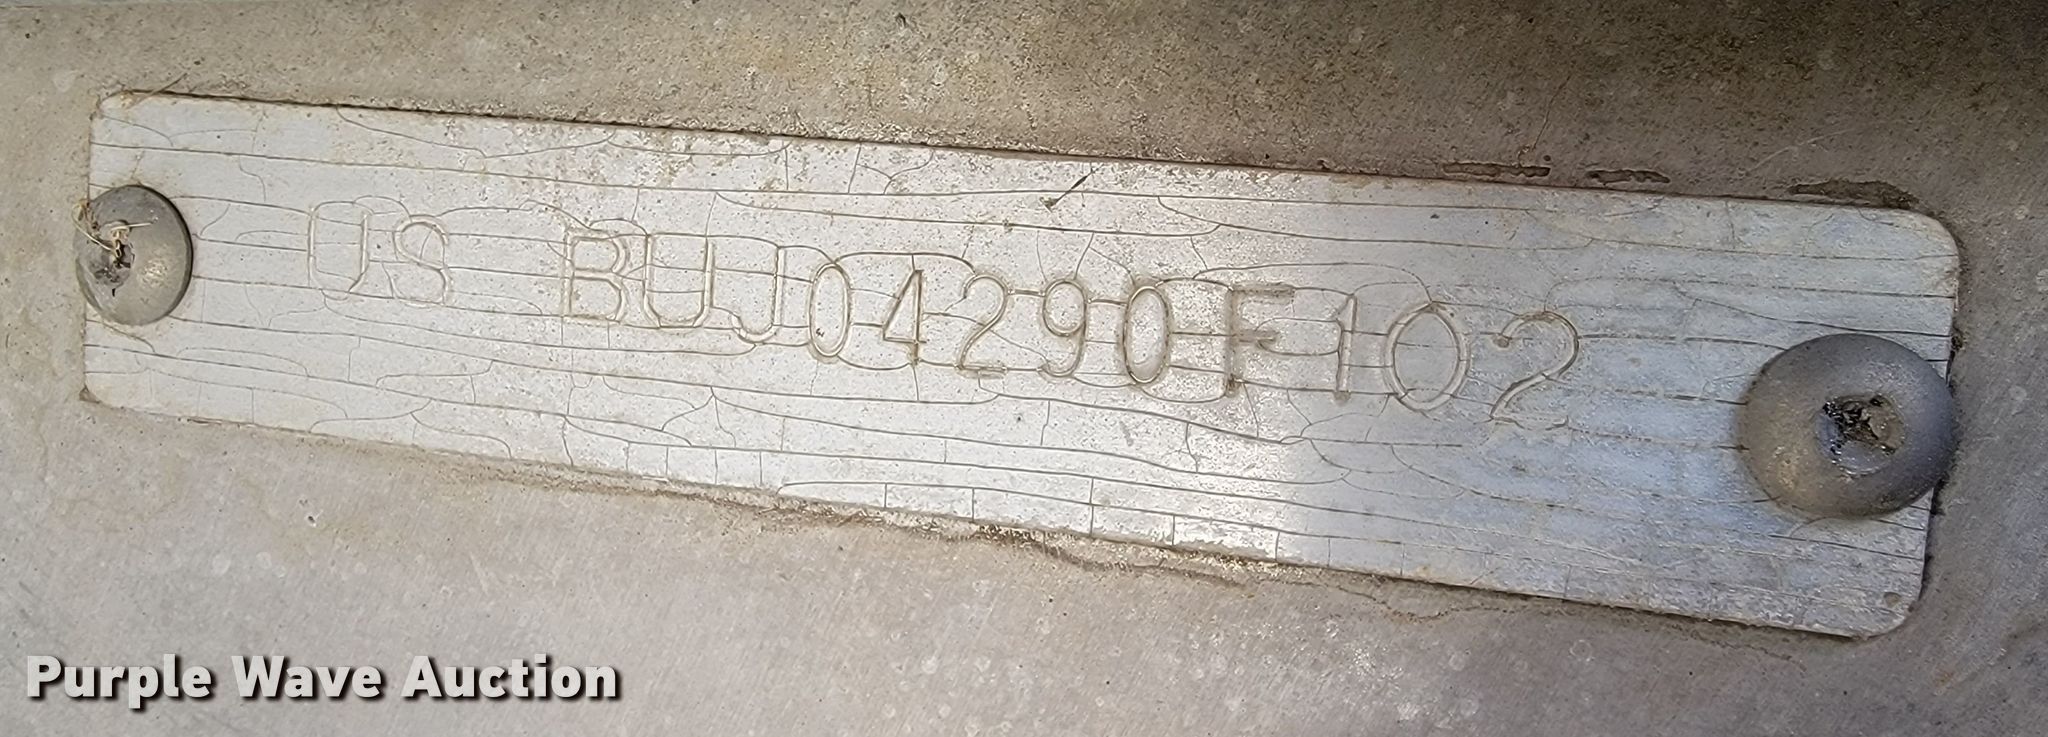 US BUJ04290F102
Purple Wave Auction